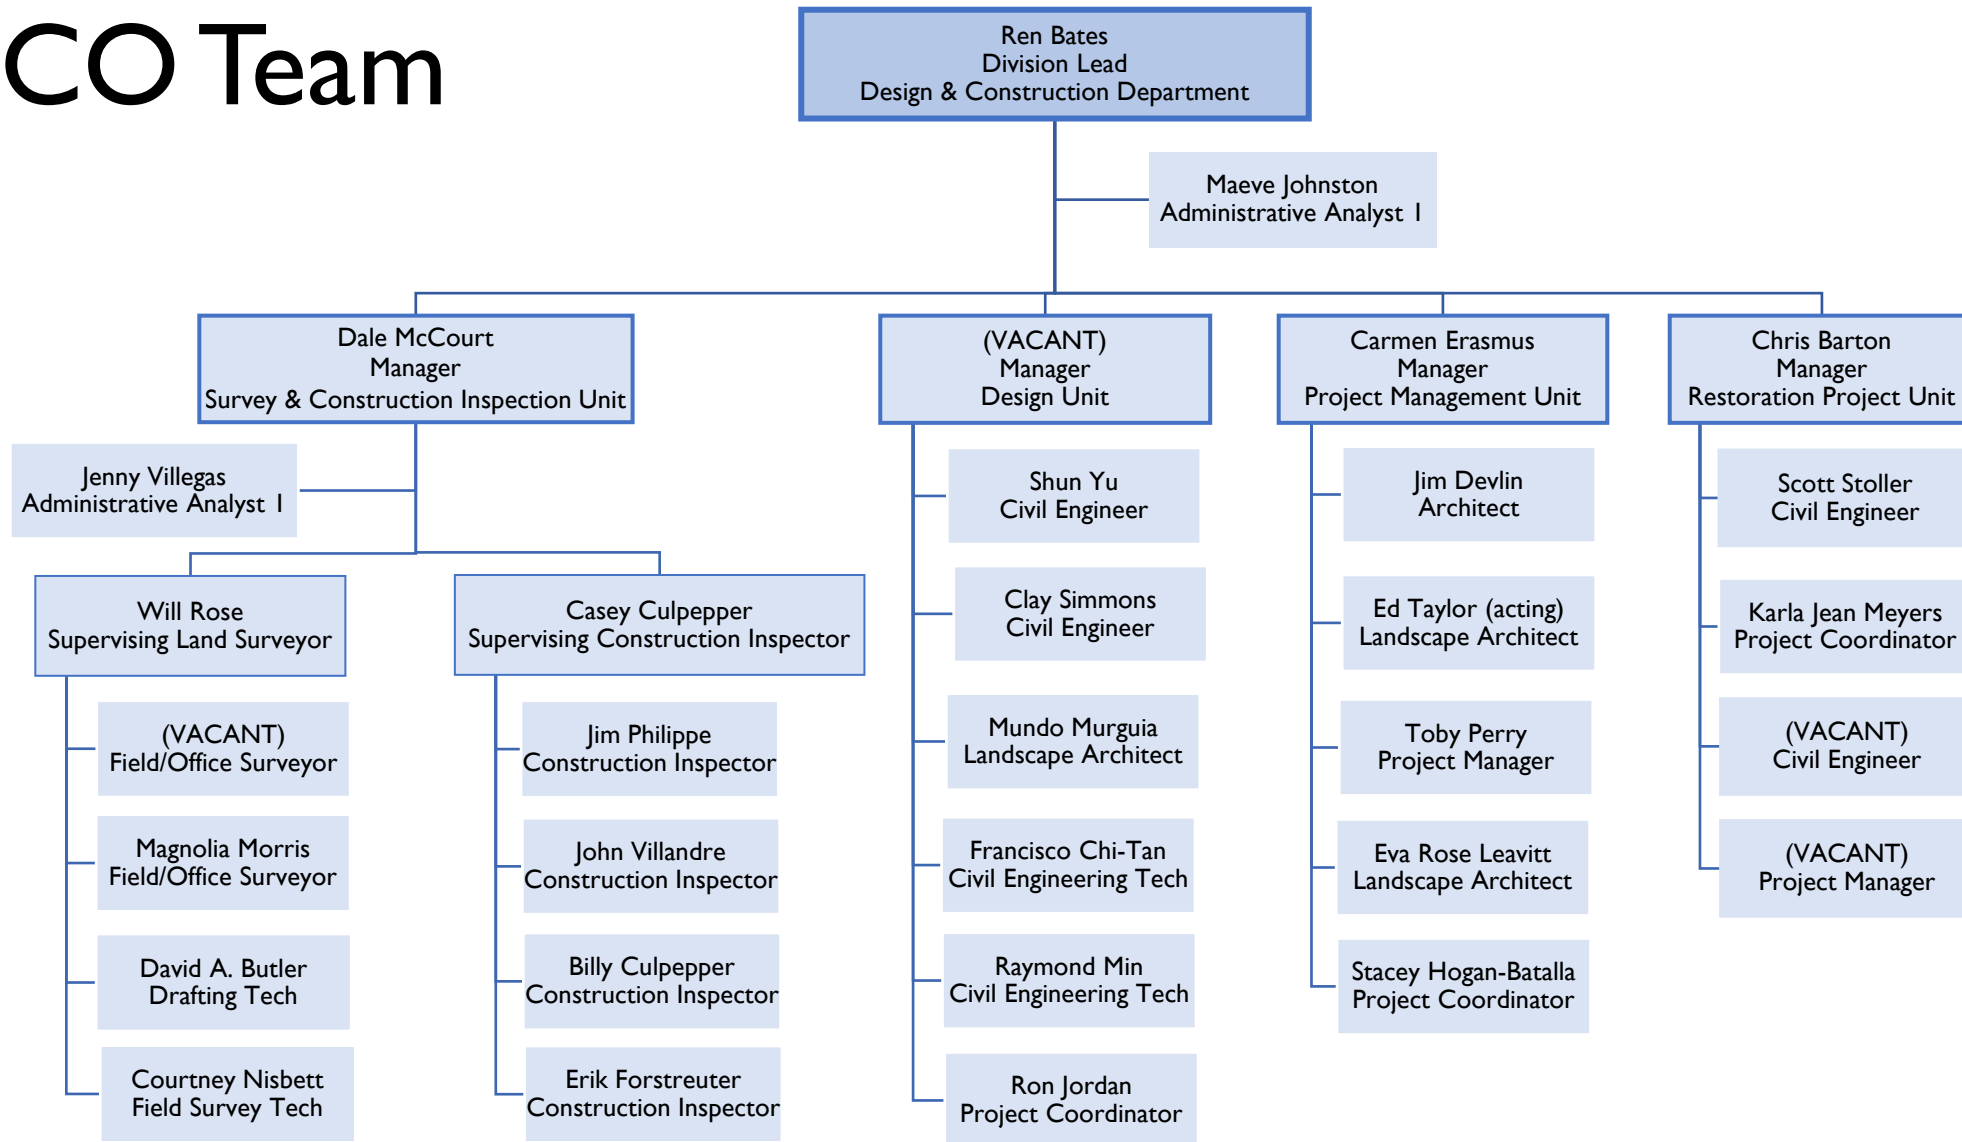 CO Team
Ren Bates
Division Lead
Design & Construction Department
Maeve Johnston
Administrative Analyst 1
Dale McCourt
Manager
Survey & Construction Inspection Unit
(VACANT)
Manager
Design Unit
Carmen Erasmus
Manager
Project Management Unit
Chris Barton
Manager
Restoration Project Unit
Jenny Villegas
Administrative Analyst 1
Will Rose
Supervising Land Surveyor
(VACANT)
Field/Office Surveyor
Magnolia Morris
Field/Office Surveyor
David A. Butler
Drafting Tech
Courtney Nisbett
Field Survey Tech
Casey Culpepper
Supervising Construction Inspector
Jim Philippe
Construction Inspector
John Villandre
Construction Inspector
Billy Culpepper
Construction Inspector
Erik Forstreuter
Construction Inspector
Shun Yu
Civil Engineer
Clay Simmons
Civil Engineer
Mundo Murguia
Landscape Architect
Francisco Chi-Tan
Civil Engineering Tech
Raymond Min
Civil Engineering Tech
Ron Jordan
Project Coordinator
Jim Devlin
Architect
Ed Taylor (acting)
Landscape Architect
Toby Perry
Project Manager
Eva Rose Leavitt
Landscape Architect
Stacey Hogan-Batalla
Project Coordinator
Scott Stoller
Civil Engineer
Karla Jean Meyers
Project Coordinator
(VACANT)
Civil Engineer
(VACANT)
Project Manager